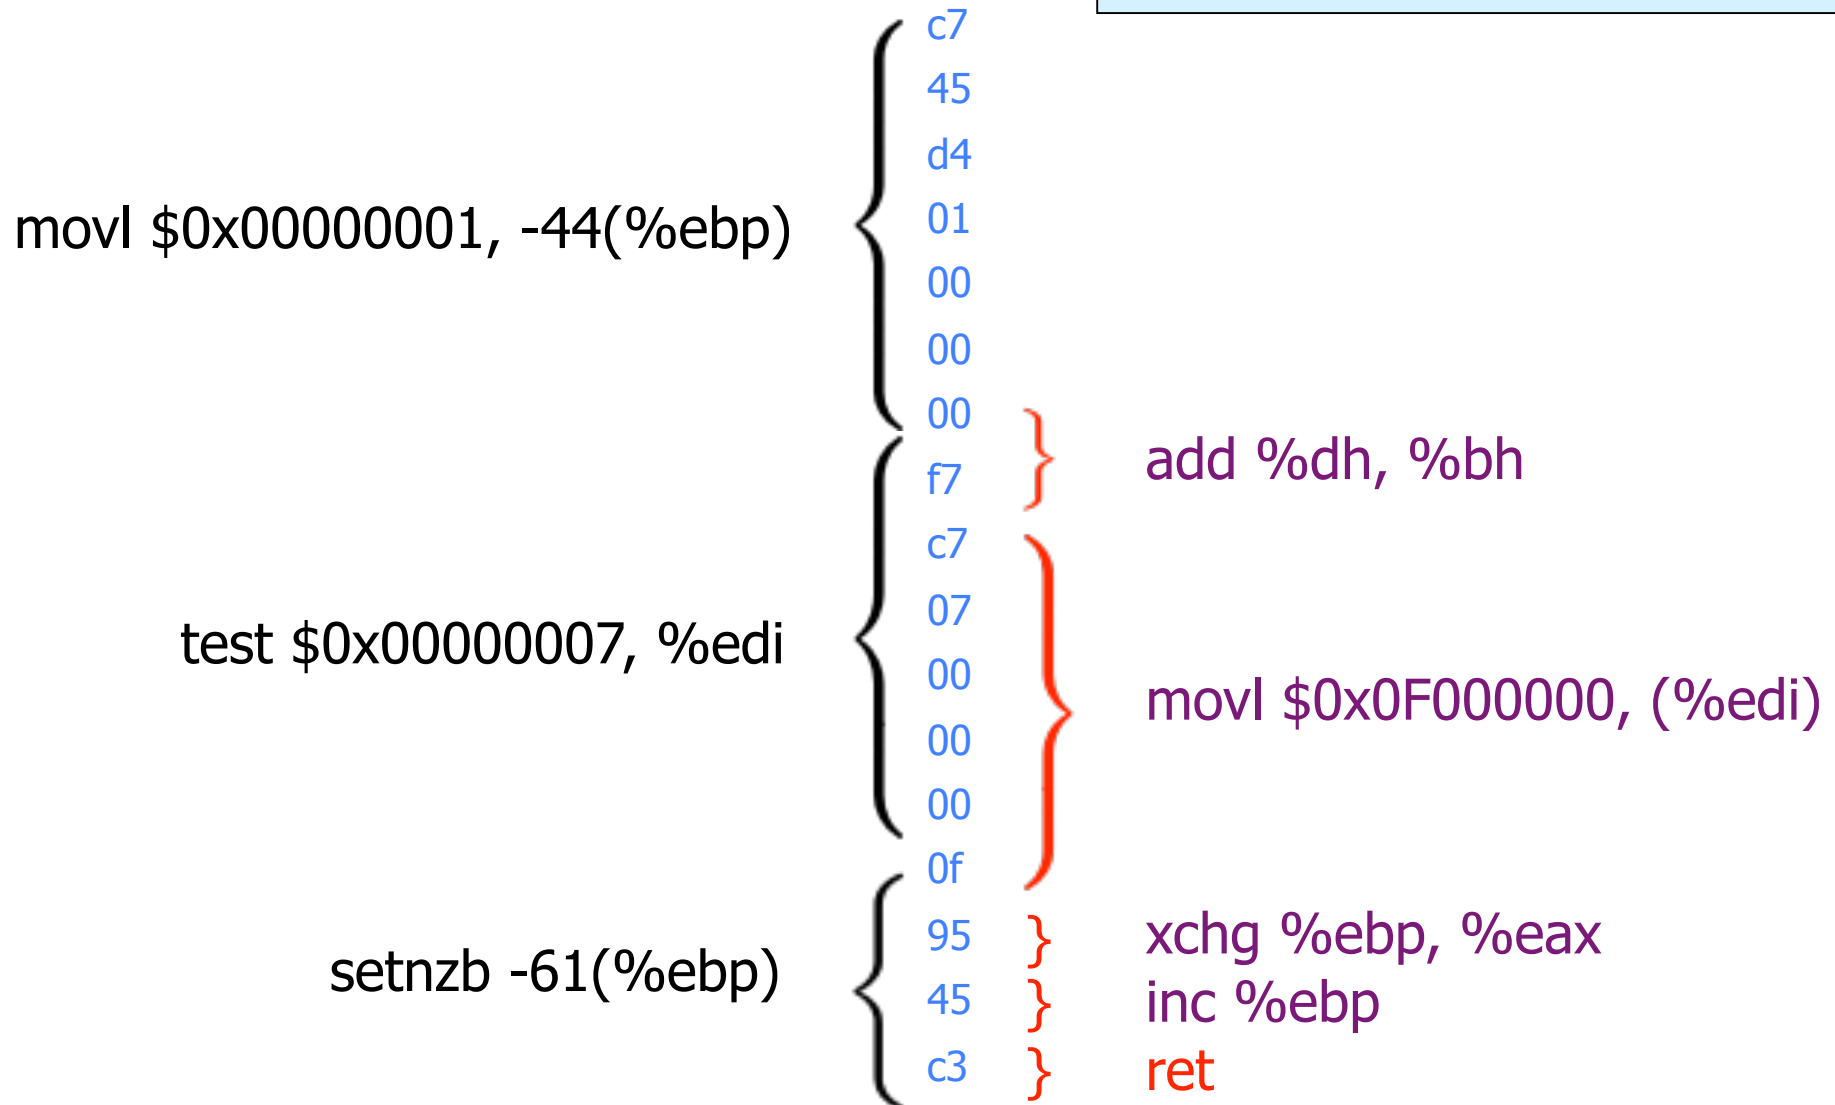 c7
45
d4
movl $0x00000001, -44(%ebp)
01
00
00
00
add %dh, %bh
f7
c7
07
test $0x00000007, %edi
00
movl $0x0F000000, (%edi)
00
00
0f
95
xchg %ebp, %eax
setnzb -61(%ebp)
45
inc %ebp
c3
ret